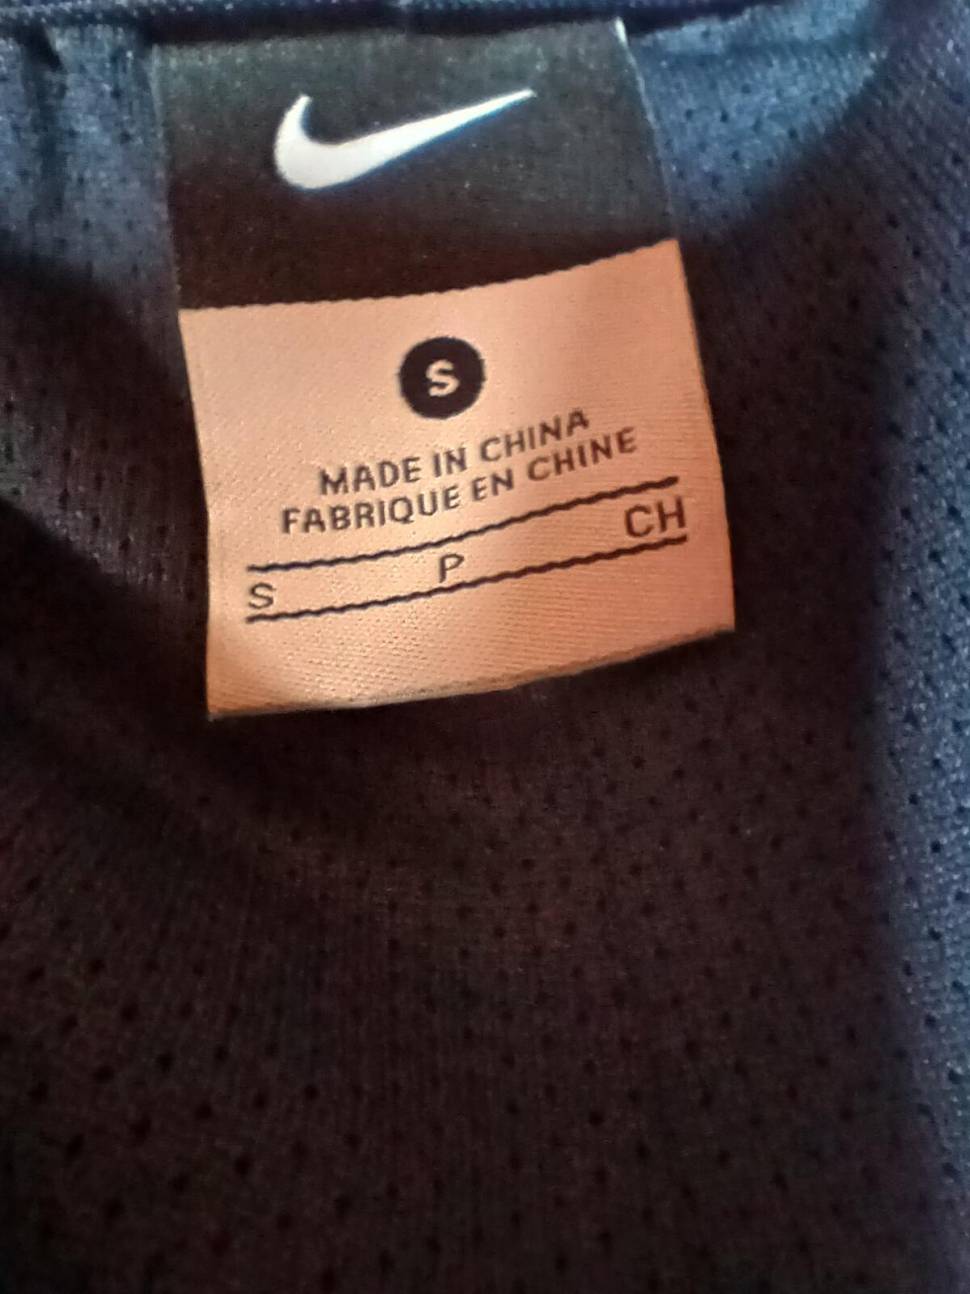 S
MADE IN CHINA
FABRIQUE EN CHINE
S P CH